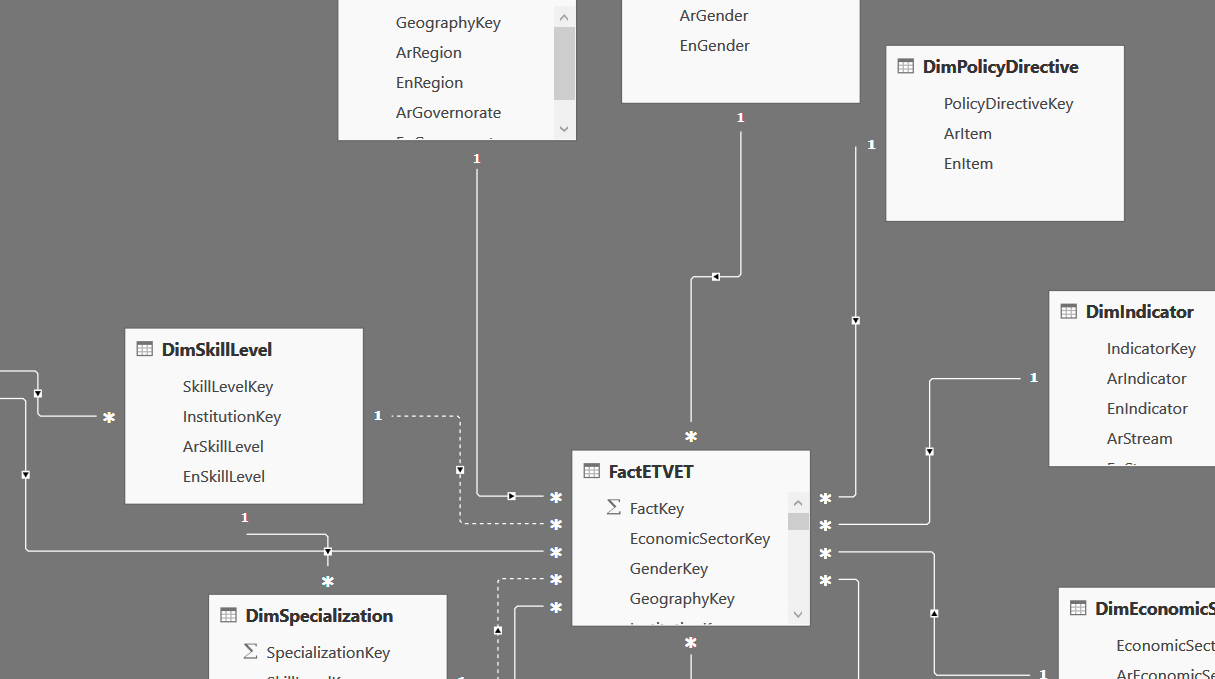 GeographyKey
ArRegion
EnRegion
ArGovernorate
1
ArGender
EnGender
1
DimPolicyDirective
PolicyDirectiveKey
ArItem
EnItem
1
DimIndicator
IndicatorKey
ArIndicator
EnIndicator
ArStream
1
DimSkillLevel
SkillLevelKey
InstitutionKey
ArSkillLevel
EnSkillLevel
*
1
1
*
FactETVET
Σ FactKey
EconomicSectorKey
GenderKey
GeographyKey
*
*
*
*
*
*
*
*
*
*
*
DimSpecialization
Σ SpecializationKey
DimEconomicS
EconomicSect
ArEconomicSe
1